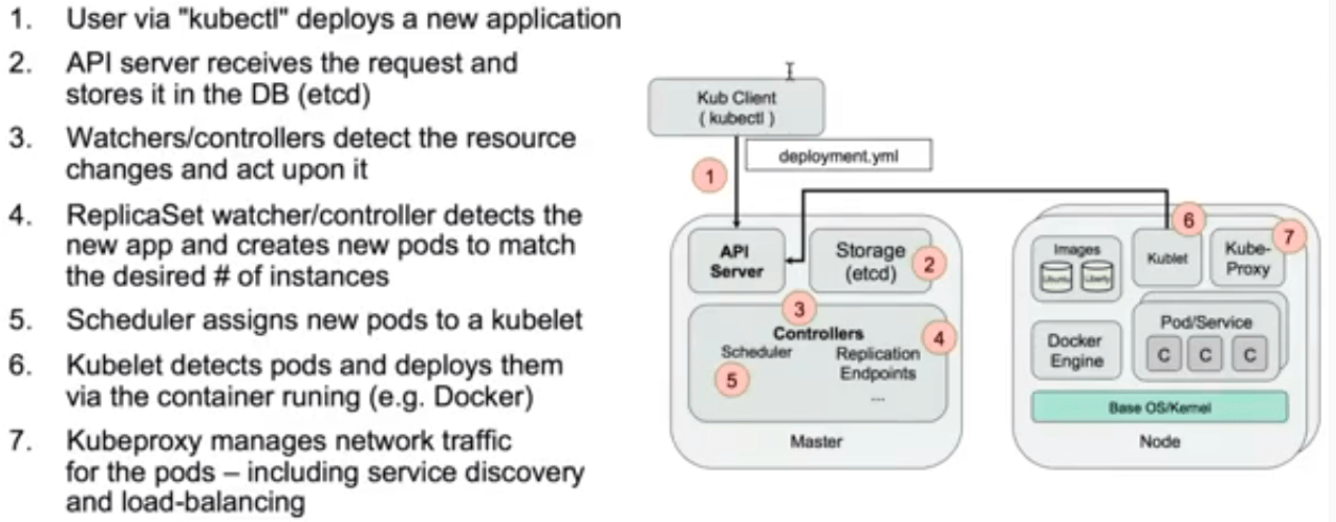 1. User via "kubectl" deploys a new application
2. API server receives the request and
stores it in the DB (etcd)
3. Watchers/controllers detect the resource
changes and act upon it
4. ReplicaSet watcher/controller detects the
new app and creates new pods to match
the desired # of instances
5. Scheduler assigns new pods to a kubelet
6. Kubelet detects pods and deploys them
via the container runing (e.g. Docker)
7. Kubeproxy manages network traffic
for the pods – including service discovery
and load-balancing
Kub Client
( kubectl )
deployment.yml
1
API
Server
Storage
(etcd)
2
3
Controllers
4
Scheduler
5
Replication
Endpoints
...
Master
6
7
Images
Ubuntu
Liberty
Kublet
Kube-
Proxy
Docker
Engine
Pod/Service
C C C
Base OS/Kernel
Node